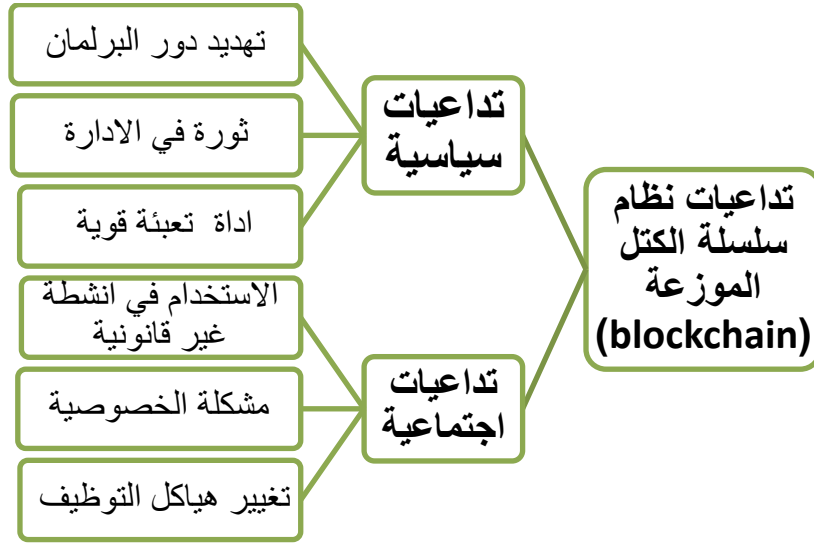 تداعيات نظام
سلسلة الكتل
الموزعة
(blockchain)
تداعيات
سياسية
تهديد دور البرلمان
ثورة في الادارة
اداة تعبئة قوية
تداعيات
اجتماعية
الاستخدام في انشطة
غير قانونية
مشكلة الخصوصية
تغيير هياكل التوظيف